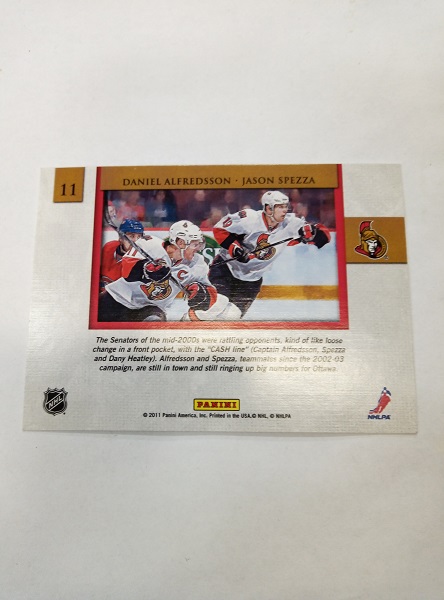 11
DANIEL ALFREDSSON · JASON SPEZZA
The Senators of the mid-2000s were rattling opponents, kind of like loose
change in a front pocket, with the "CASH line" (Captain Alfredsson, Spezza
and Dany Heatley). Alfredsson and Spezza, teammates since the 2002-03
campaign, are still in town and still ringing up big numbers for Ottawa.
NHL
PANINI
NHLPA
© 2011 Panini America, Inc. Printed in the USA. © NHL, © NHLPA